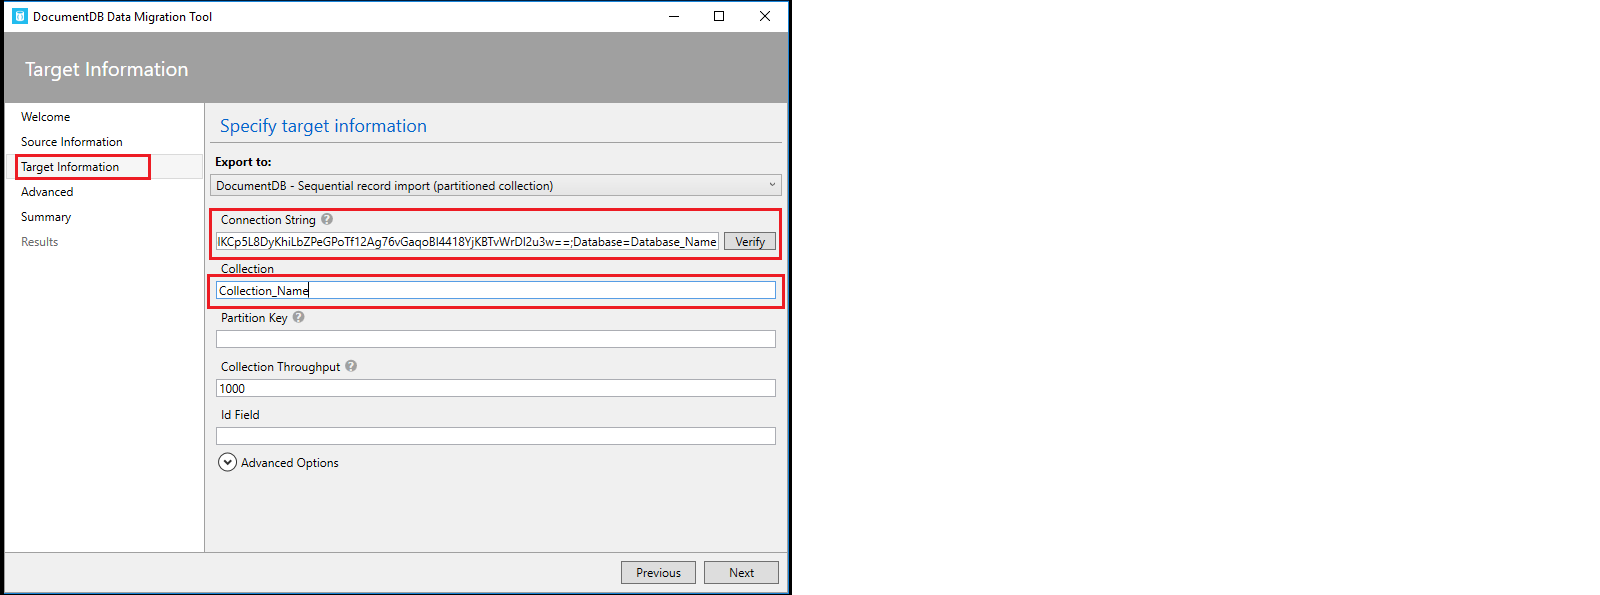 DocumentDB Data Migration Tool
Target Information
Welcome
Source Information
Target Information
Advanced
Summary
Results
Specify target information
Export to:
DocumentDB - Sequential record import (partitioned collection)
Connection String
IKCp5L8DyKhiLbZPeGPoTf12Ag76vGaqoBI4418YjKBTvWrDI2u3w==;Database=Database_Name
Verify
Collection
Collection_Name
Partition Key
Collection Throughput
1000
Id Field
Advanced Options
Previous
Next